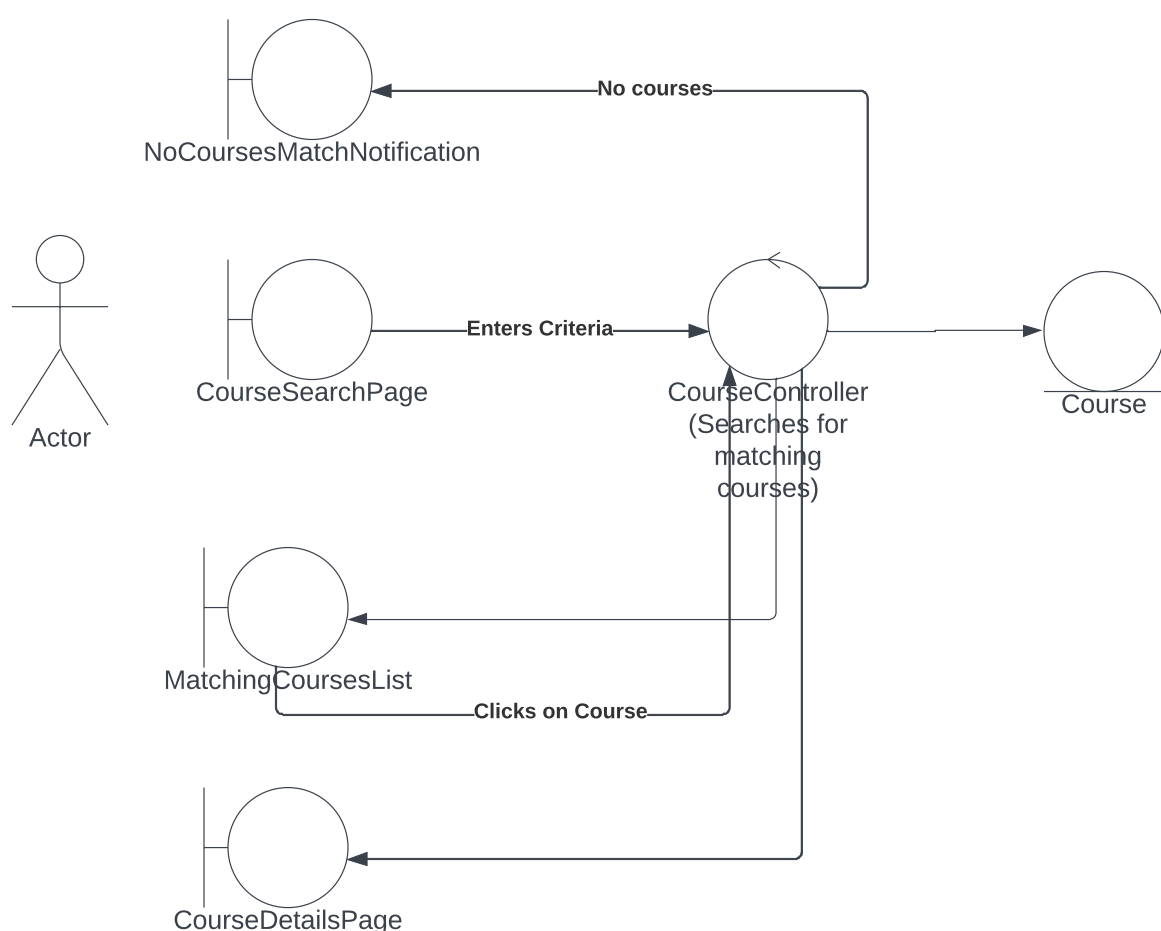 No courses
NoCoursesMatchNotification
Enters Criteria
CourseSearchPage
CourseController
(Searches for
matching
courses)
Course
Actor
MatchingCoursesList
Clicks on Course
CourseDetailsPage